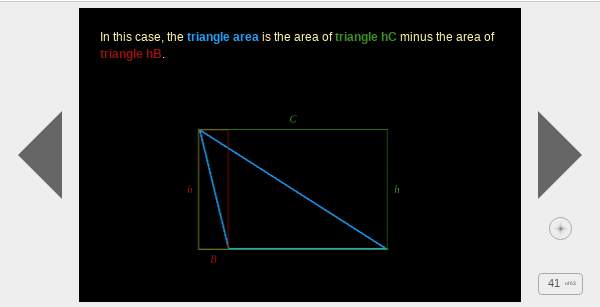 In this case, the triangle area is the area of triangle hC minus the area of
triangle hB.
C
h
h
B
41 of 63